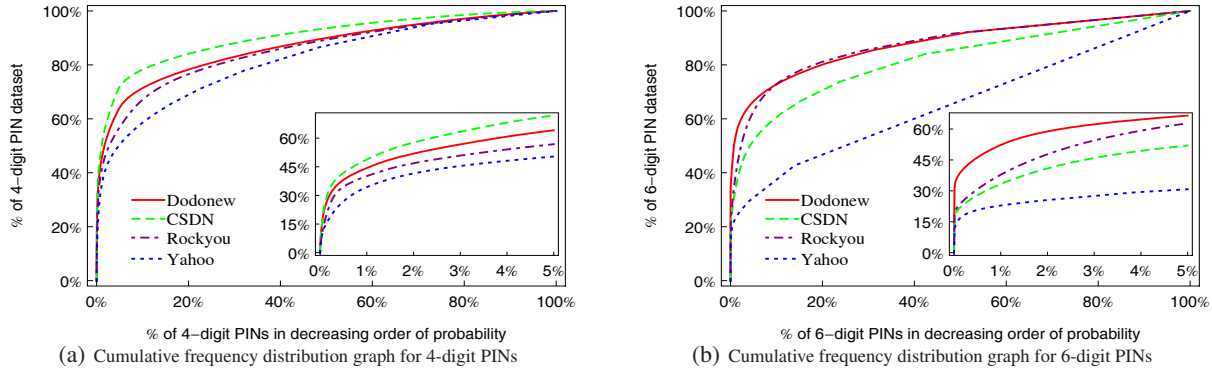 100%
80%
60%
40%
20%
0%
% of 4−digit PIN dataset
Dodonew
CSDN
Rockyou
Yahoo
60%
45%
30%
15%
0%
0% 1% 2% 3% 4% 5%
0% 20% 40% 60% 80% 100%
% of 4−digit PINs in decreasing order of probability
(a) Cumulative frequency distribution graph for 4-digit PINs
100%
80%
60%
40%
20%
0%
% of 6−digit PIN dataset
Dodonew
CSDN
Rockyou
Yahoo
60%
45%
30%
15%
0%
0% 1% 2% 3% 4% 5%
0% 20% 40% 60% 80% 100%
% of 6−digit PINs in decreasing order of probability
(b) Cumulative frequency distribution graph for 6-digit PINs